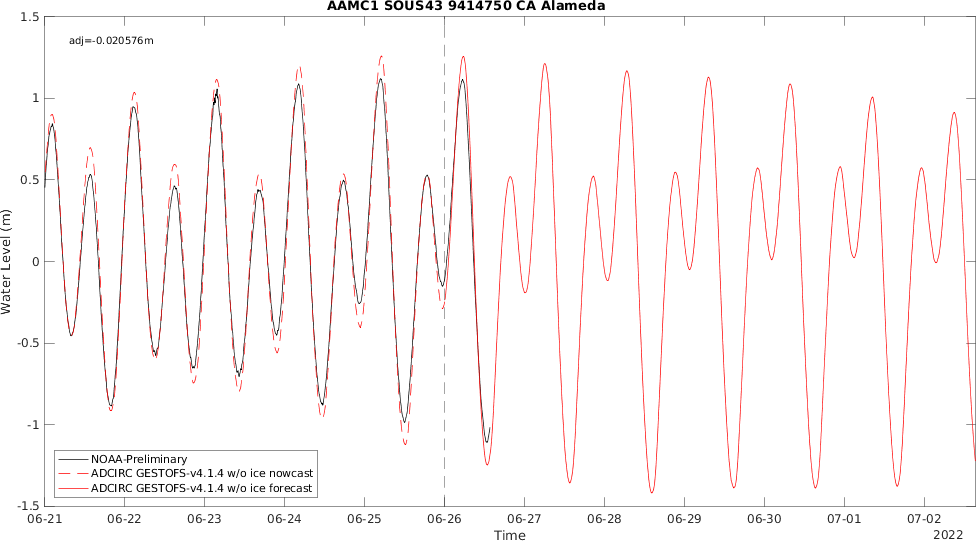 AAMC1 SOUS43 9414750 CA Alameda
adj=-0.020576m
1.5
1
0.5
0
-0.5
-1
-1.5
Water Level (m)
NOAA-Preliminary
ADCIRC GESTOFS-v4.1.4 w/o ice nowcast
ADCIRC GESTOFS-v4.1.4 w/o ice forecast
06-21 06-22 06-23 06-24 06-25 06-26 06-27 06-28 06-29 06-30 07-01 07-02
Time
2022